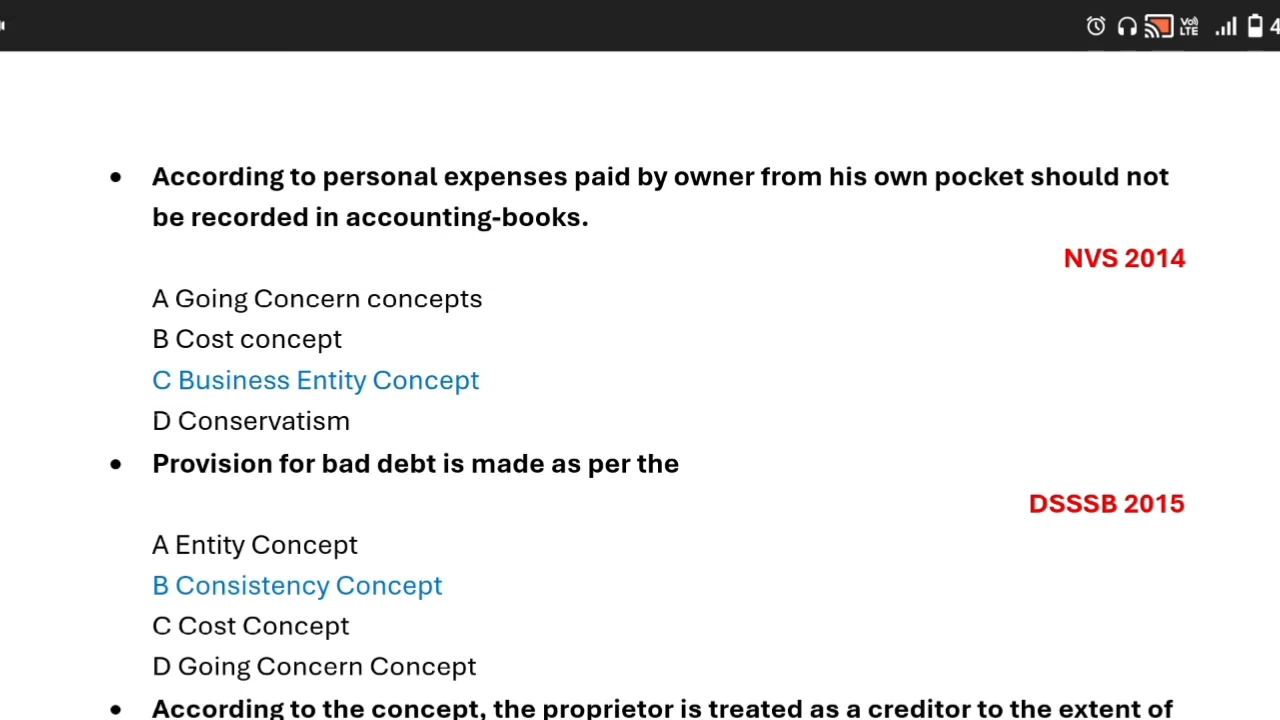 Vo) LTE 4
• According to personal expenses paid by owner from his own pocket should not
be recorded in accounting-books.
NVS 2014
A Going Concern concepts
B Cost concept
C Business Entity Concept
D Conservatism
• Provision for bad debt is made as per the
DSSSB 2015
A Entity Concept
B Consistency Concept
C Cost Concept
D Going Concern Concept
• According to the concept, the proprietor is treated as a creditor to the extent of